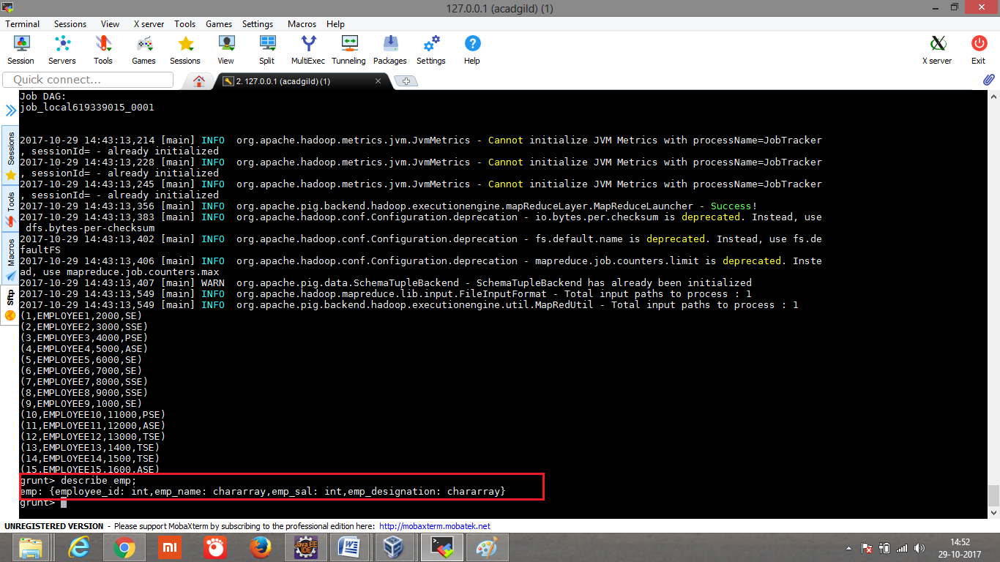 127.0.0.1 (acadgild) (1)
Terminal Sessions View X server Tools Games Settings Macros Help
Session Servers Tools Games Sessions View Split MultiExec Tunneling Packages Settings Help X server Exit
Quick connect...
2. 127.0.0.1 (acadgild) (1)
Sessions
Tools
Macros
Sftp
Job DAG:
job_local619339015_0001
2017-10-29 14:43:13,214 [main] INFO  org.apache.hadoop.metrics.jvm.JvmMetrics - Cannot initialize JVM Metrics with processName=JobTracker
, sessionId= - already initialized
2017-10-29 14:43:13,228 [main] INFO  org.apache.hadoop.metrics.jvm.JvmMetrics - Cannot initialize JVM Metrics with processName=JobTracker
, sessionId= - already initialized
2017-10-29 14:43:13,245 [main] INFO  org.apache.hadoop.metrics.jvm.JvmMetrics - Cannot initialize JVM Metrics with processName=JobTracker
, sessionId= - already initialized
2017-10-29 14:43:13,356 [main] INFO  org.apache.pig.backend.hadoop.executionengine.mapReduceLayer.MapReduceLauncher - Success!
2017-10-29 14:43:13,383 [main] INFO  org.apache.hadoop.conf.Configuration.deprecation - io.bytes.per.checksum is deprecated. Instead, use
 dfs.bytes-per-checksum
2017-10-29 14:43:13,402 [main] INFO  org.apache.hadoop.conf.Configuration.deprecation - fs.default.name is deprecated. Instead, use fs.de
faultFS
2017-10-29 14:43:13,406 [main] INFO  org.apache.hadoop.conf.Configuration.deprecation - mapreduce.job.counters.limit is deprecated. Inste
ad, use mapreduce.job.counters.max
2017-10-29 14:43:13,407 [main] WARN  org.apache.pig.data.SchemaTupleBackend - SchemaTupleBackend has already been initialized
2017-10-29 14:43:13,549 [main] INFO  org.apache.hadoop.mapreduce.lib.input.FileInputFormat - Total input paths to process : 1
2017-10-29 14:43:13,549 [main] INFO  org.apache.pig.backend.hadoop.executionengine.util.MapRedUtil - Total input paths to process : 1
(1,EMPLOYEE1,2000,SE)
(2,EMPLOYEE2,3000,SSE)
(3,EMPLOYEE3,4000,PSE)
(4,EMPLOYEE4,5000,ASE)
(5,EMPLOYEE5,6000,SE)
(6,EMPLOYEE6,7000,SE)
(7,EMPLOYEE7,8000,SSE)
(8,EMPLOYEE8,9000,SSE)
(9,EMPLOYEE9,1000,SE)
(10,EMPLOYEE10,11000,PSE)
(11,EMPLOYEE11,12000,ASE)
(12,EMPLOYEE12,13000,TSE)
(13,EMPLOYEE13,1400,TSE)
(14,EMPLOYEE14,1500,TSE)
(15,EMPLOYEE15,1600,ASE)
grunt> describe emp;
emp: {employee_id: int,emp_name: chararray,emp_sal: int,emp_designation: chararray}
grunt>
UNREGISTERED VERSION - Please support MobaXterm by subscribing to the professional edition here: http://mobaxterm.mobatek.net
mi
Java EE
IDE
14:52
29-10-2017